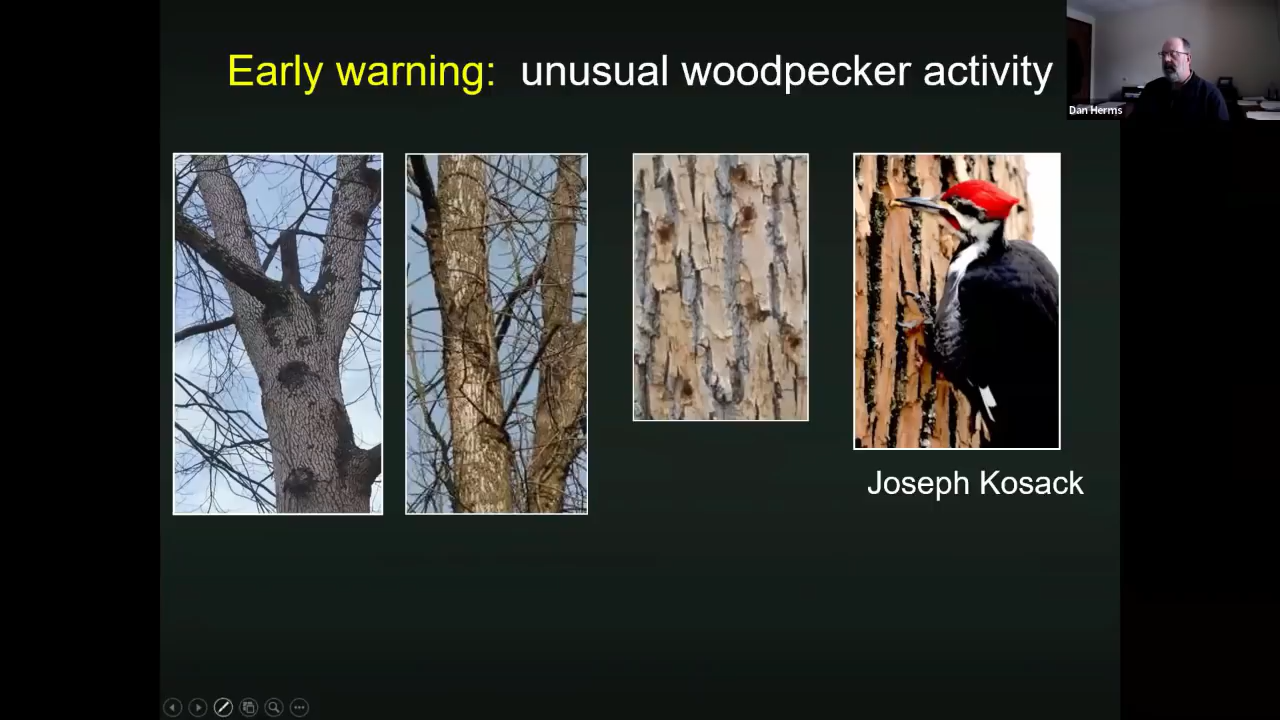 Early warning: unusual woodpecker activity
Dan Herms
Joseph Kosack